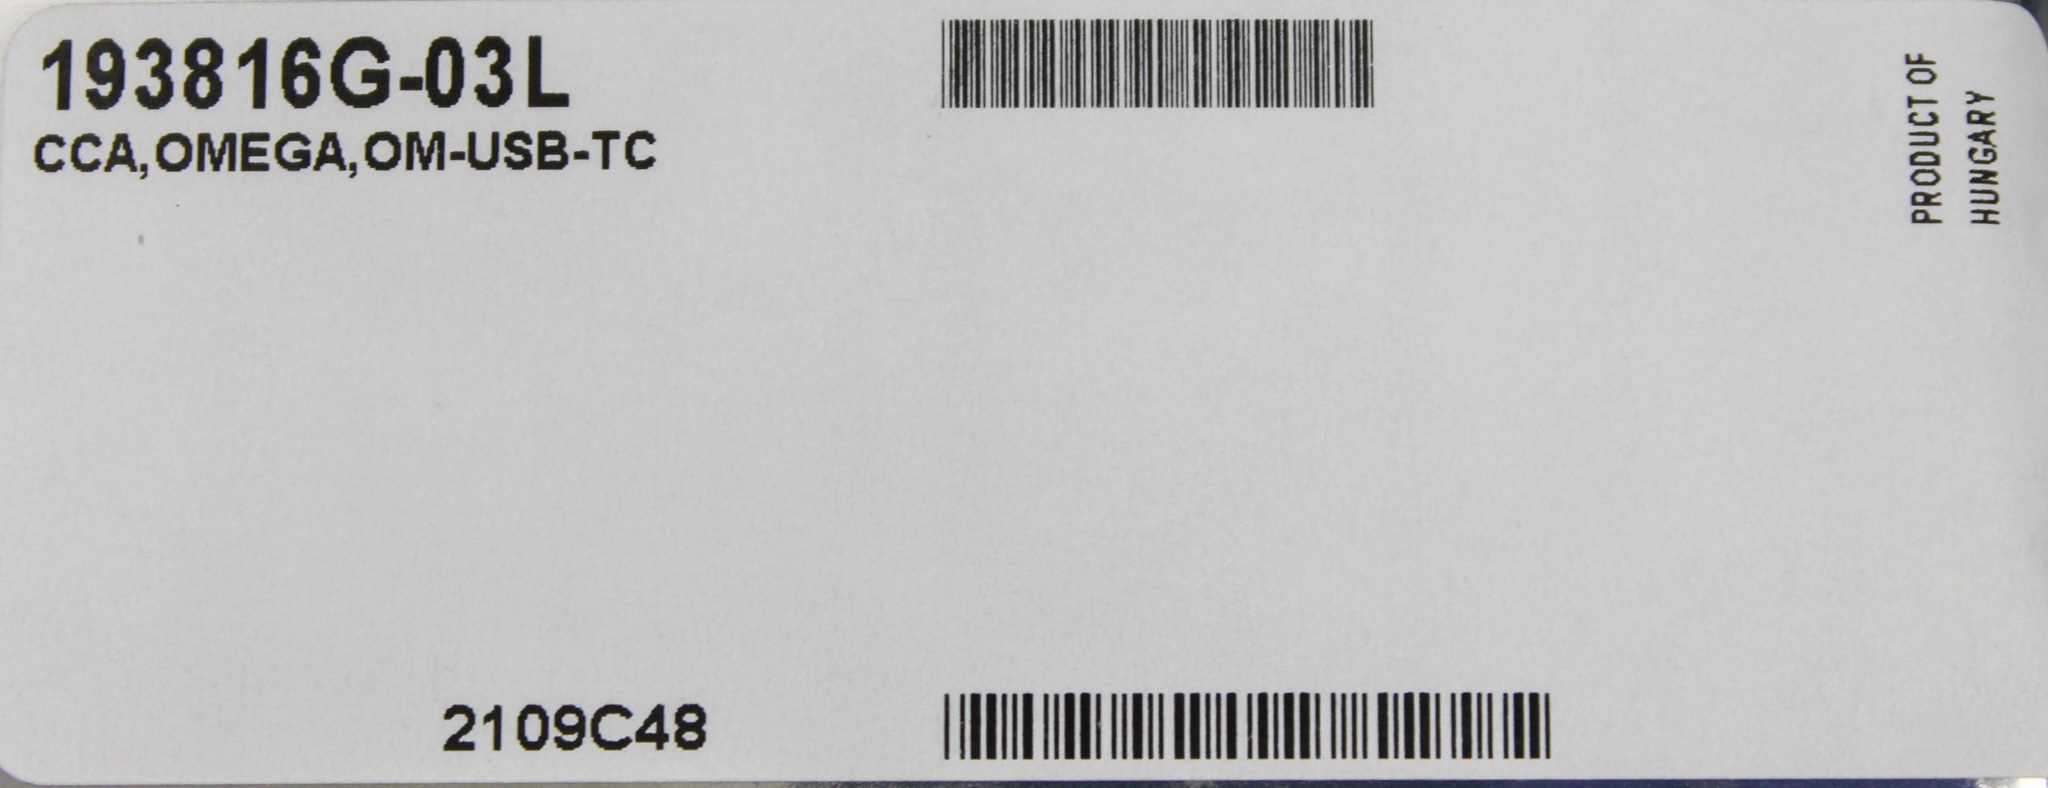 193816G-03L
CCA,OMEGA,OM-USB-TC
PRODUCT OF
HUNGARY
2109C48